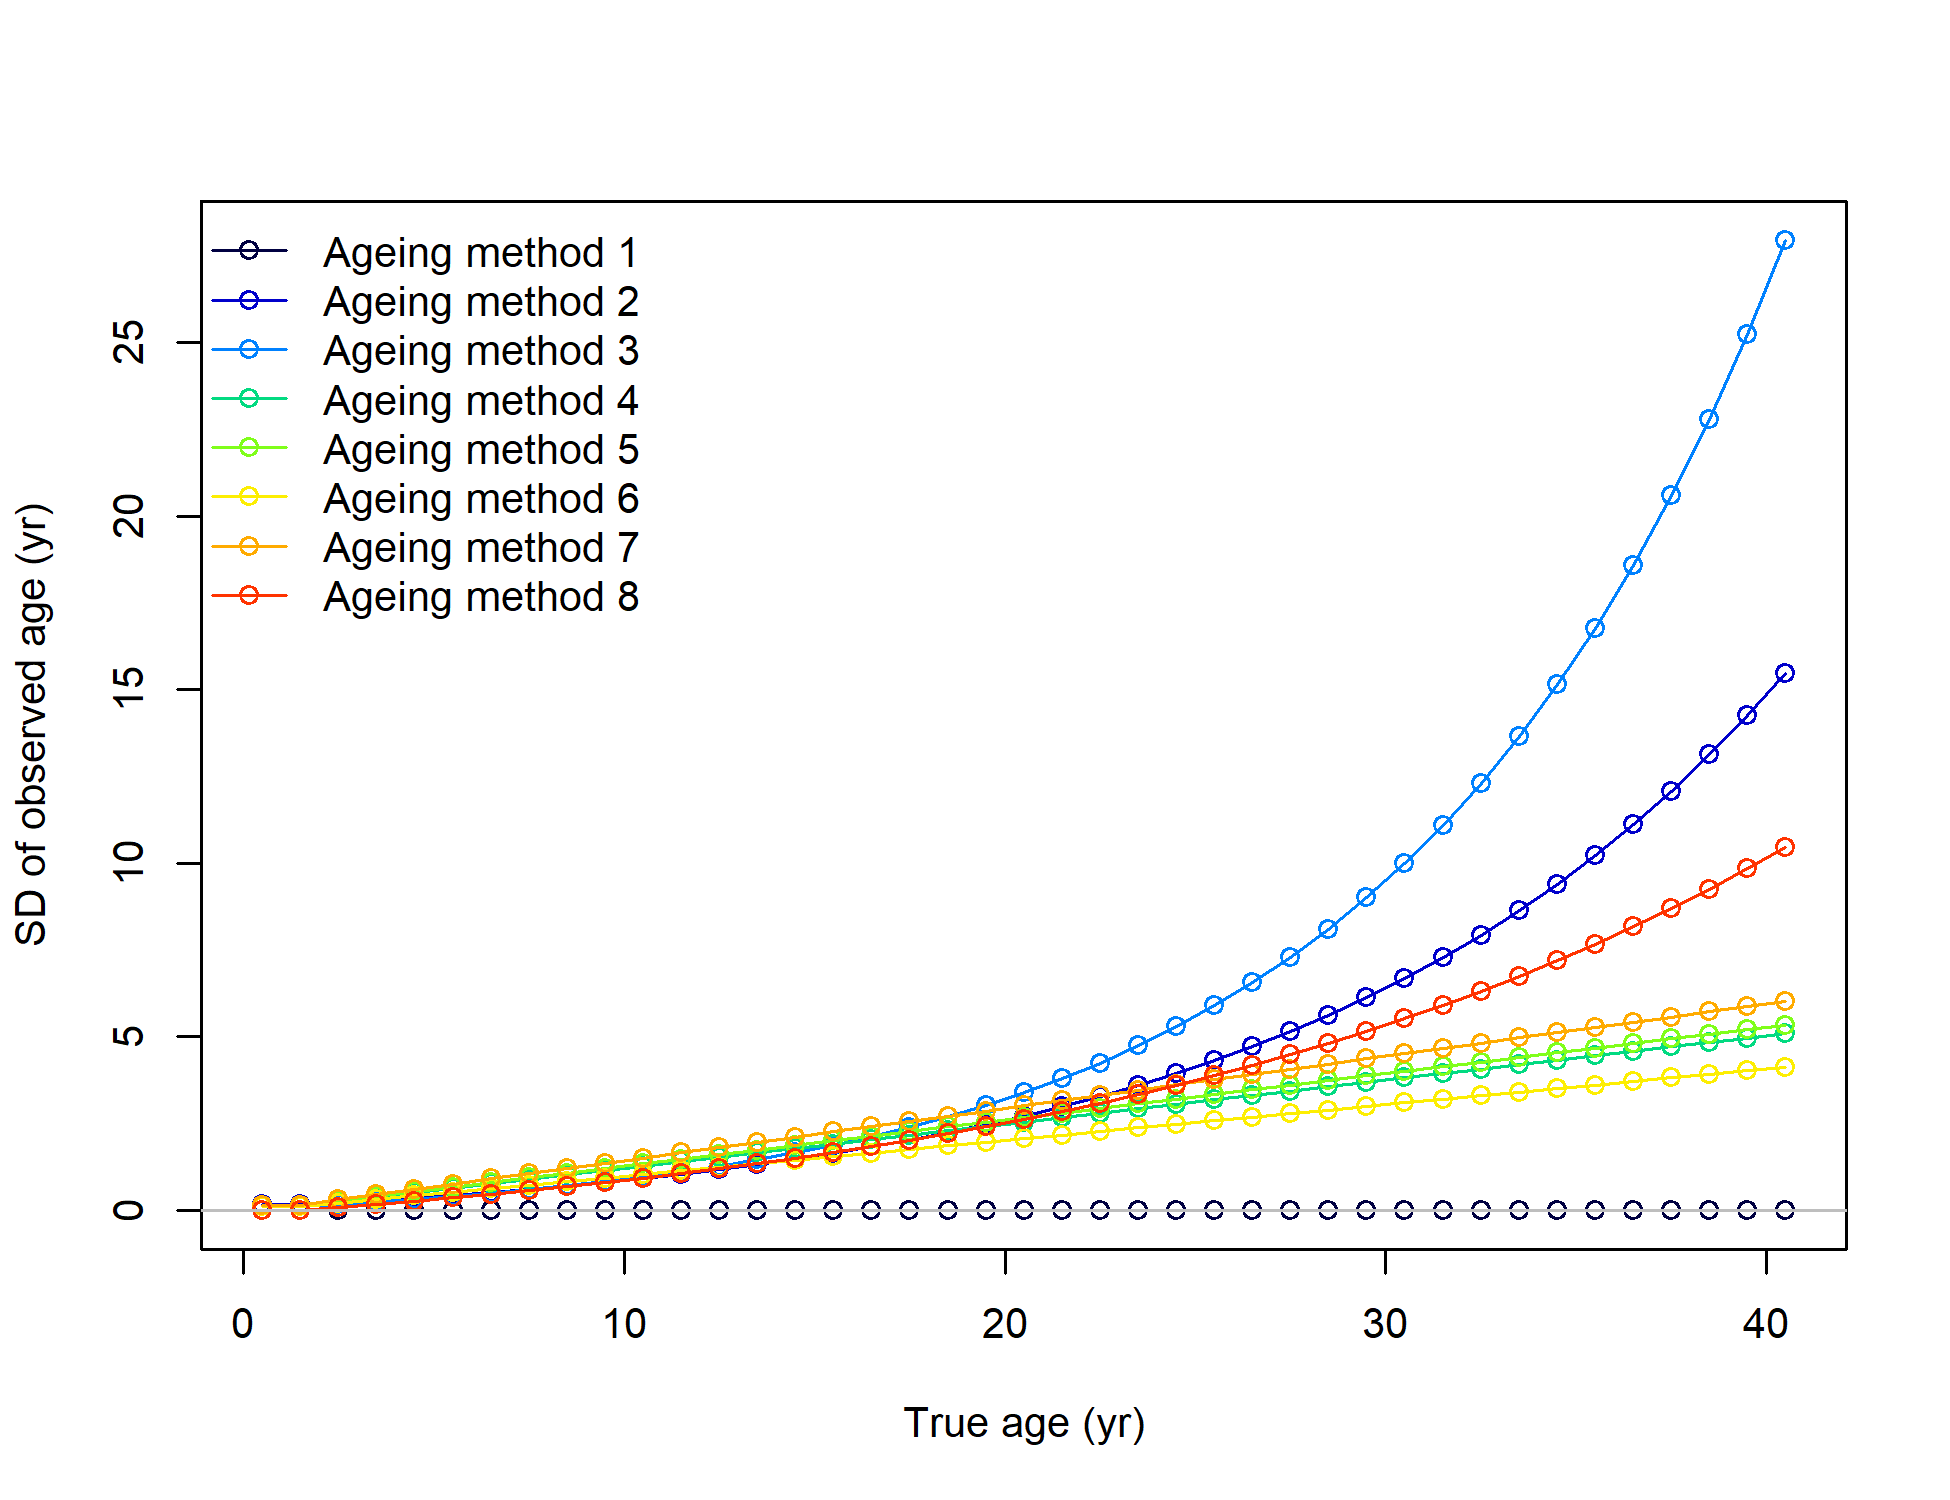 Ageing method 1
Ageing method 2
Ageing method 3
Ageing method 4
Ageing method 5
Ageing method 6
Ageing method 7
Ageing method 8
SD of observed age (yr)
25
20
15
10
5
0
0 10 20 30 40
True age (yr)